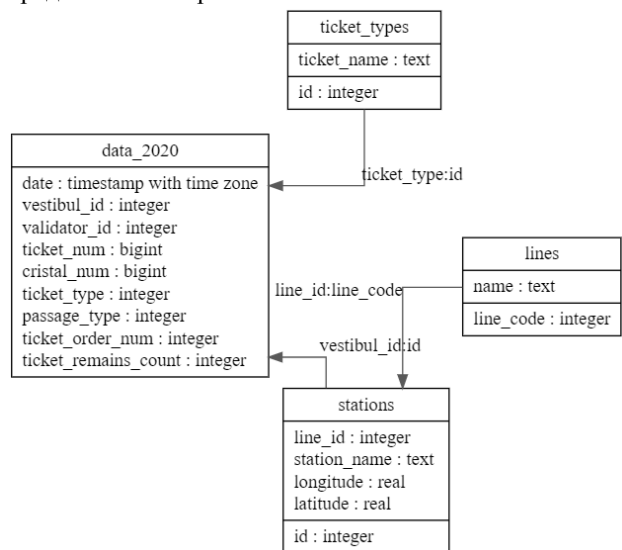 ticket_types
ticket_name : text
id : integer
data_2020
date : timestamp with time zone
vestibul_id : integer
validator_id : integer
ticket_num : bigint
cristal_num : bigint
ticket_type : integer
passage_type : integer
ticket_order_num : integer
ticket_remains_count : integer
ticket_type:id
lines
name : text
line_code : integer
line_id:line_code
vestibul_id:id
stations
line_id : integer
station_name : text
longitude : real
latitude : real
id : integer